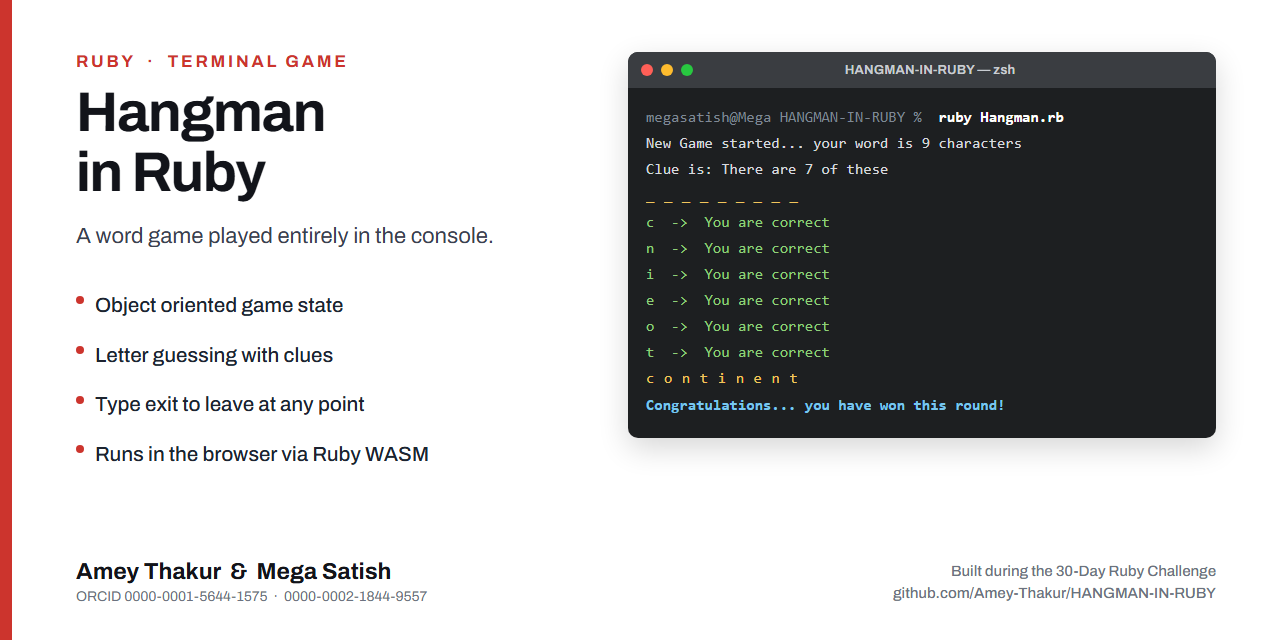 RUBY · TERMINAL GAME
Hangman
in Ruby
A word game played entirely in the console.
Object oriented game state
Letter guessing with clues
Type exit to leave at any point
Runs in the browser via Ruby WASM
HANGMAN-IN-RUBY — zsh
megasatish@Mega HANGMAN-IN-RUBY % ruby Hangman.rb
New Game started... your word is 9 characters
Clue is: There are 7 of these
_ _ _ _ _ _ _ _ _
c -> You are correct
n -> You are correct
i -> You are correct
e -> You are correct
o -> You are correct
t -> You are correct
c o n t i n e n t
Congratulations... you have won this round!
Amey Thakur & Mega Satish
ORCID 0000-0001-5644-1575 · 0000-0002-1844-9557
Built during the 30-Day Ruby Challenge
github.com/Amey-Thakur/HANGMAN-IN-RUBY